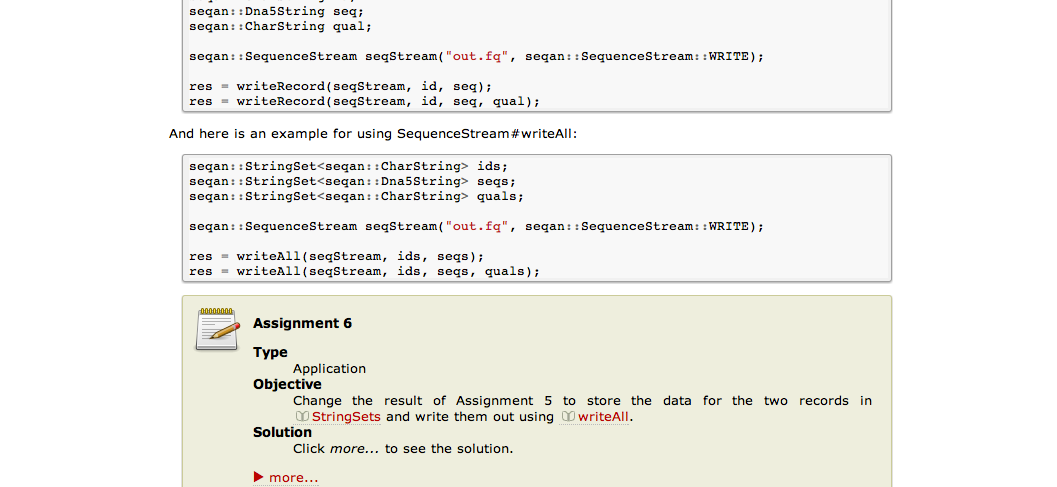 seqan::Dna5String seq;
seqan::CharString qual;
seqan::SequenceStream seqStream("out.fq", seqan::SequenceStream::WRITE);
res = writeRecord(seqStream, id, seq);
res = writeRecord(seqStream, id, seq, qual);
And here is an example for using SequenceStream#writeAll:
seqan::StringSet<seqan::CharString> ids;
seqan::StringSet<seqan::Dna5String> seqs;
seqan::StringSet<seqan::CharString> quals;
seqan::SequenceStream seqStream("out.fq", seqan::SequenceStream::WRITE);
res = writeAll(seqStream, ids, seqs);
res = writeAll(seqStream, ids, seqs, quals);
Assignment 6
Type
Application
Objective
Change the result of Assignment 5 to store the data for the two records in
StringSets and write them out using writeAll.
Solution
Click more... to see the solution.
more...